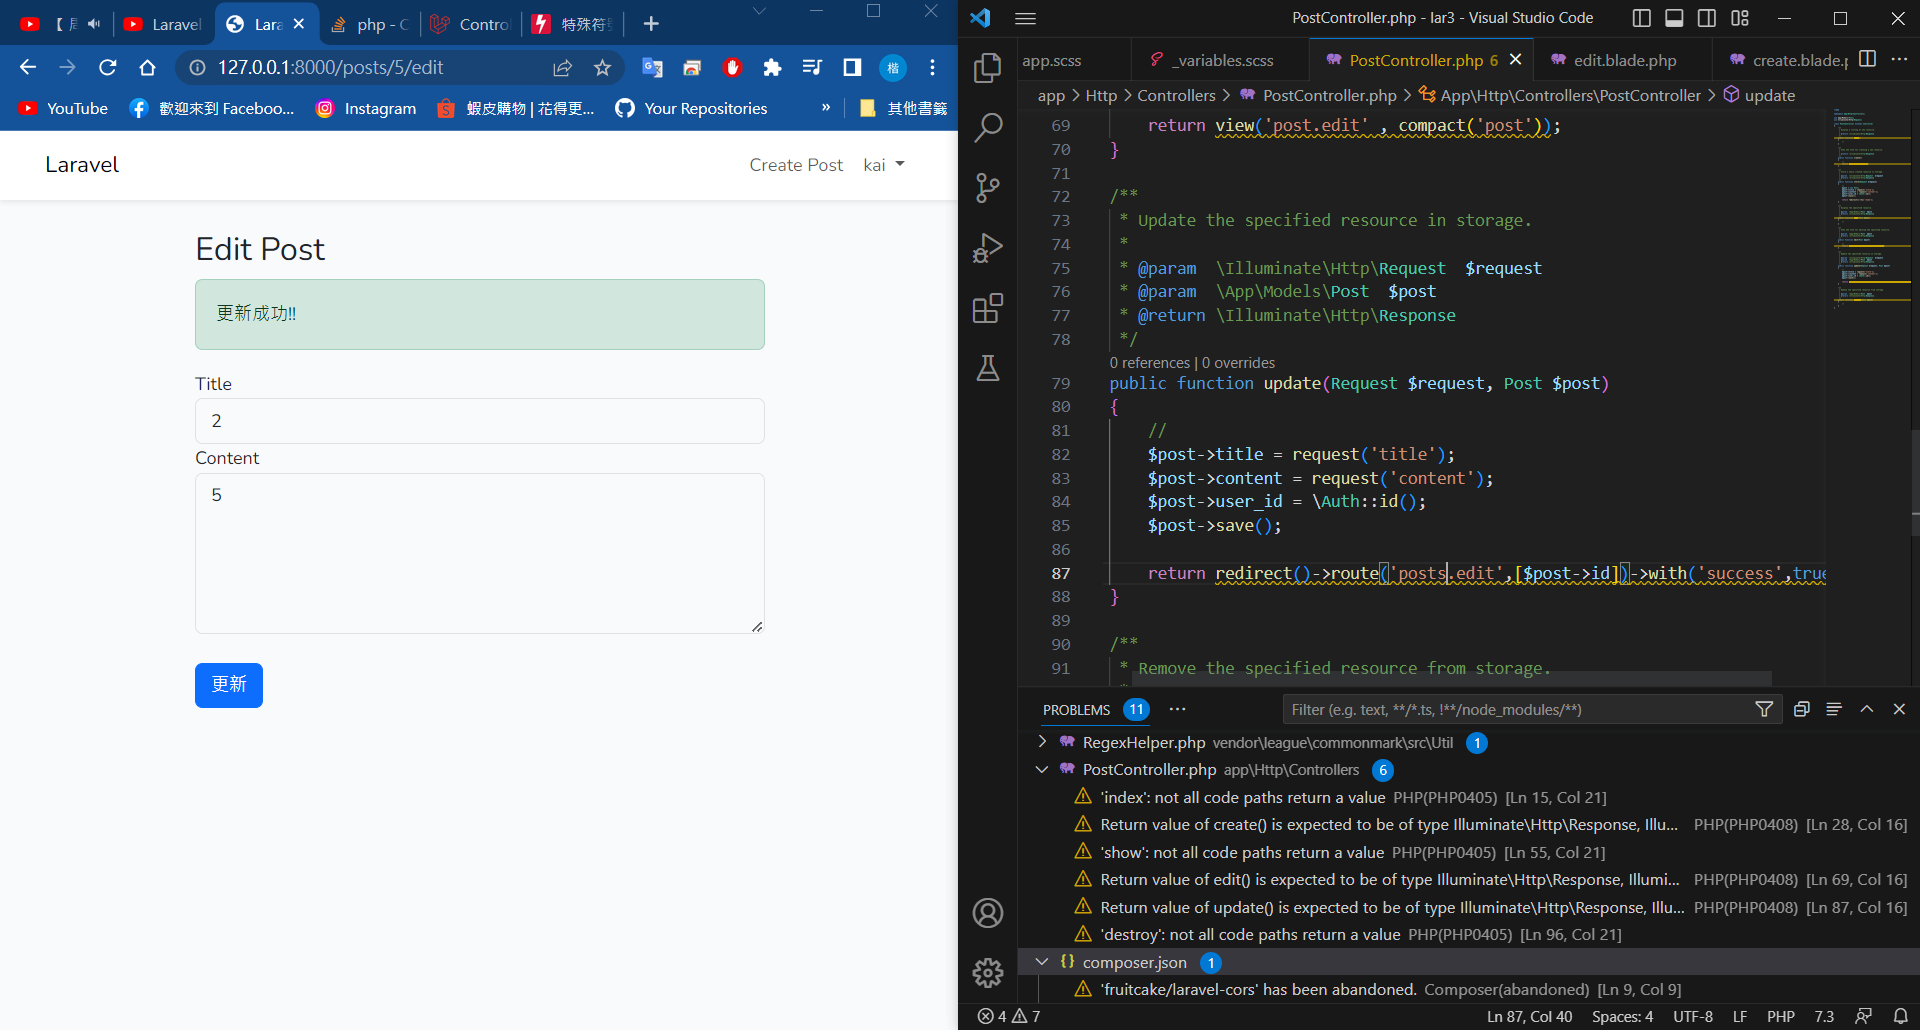 Laravel
Lara
php - C
Contro
特殊符
127.0.0.1:8000/posts/5/edit
YouTube
歡迎來到 Faceboo...
Instagram
蝦皮購物 | 花得更...
Your Repositories
»
其他書籤
Laravel
Create Post
kai
Edit Post
更新成功!!
Title
2
Content
5
更新
PostController.php - lar3 - Visual Studio Code
app.scss
_variables.scss
PostController.php 6
edit.blade.php
create.blade.p
app > Http > Controllers > PostController.php > App\Http\Controllers\PostController > update
69 return view('post.edit' , compact('post'));
70 }
71
72 /**
73 * Update the specified resource in storage.
74 *
75 * @param \Illuminate\Http\Request $request
76 * @param \App\Models\Post $post
77 * @return \Illuminate\Http\Response
78 */
0 references | 0 overrides
79 public function update(Request $request, Post $post)
80 {
81 //
82 $post->title = request('title');
83 $post->content = request('content');
84 $post->user_id = \Auth::id();
85 $post->save();
86
87 return redirect()->route('posts.edit',[$post->id])->with('success',true
88 }
89
90 /**
91 * Remove the specified resource from storage.
PROBLEMS 11
Filter (e.g. text, **/*.ts, !**/node_modules/**)
RegexHelper.php vendor\league\commonmark\src\Util 1
PostController.php app\Http\Controllers 6
'index': not all code paths return a value PHP(PHP0405) [Ln 15, Col 21]
Return value of create() is expected to be of type Illuminate\Http\Response, Illu... PHP(PHP0408) [Ln 28, Col 16]
'show': not all code paths return a value PHP(PHP0405) [Ln 55, Col 21]
Return value of edit() is expected to be of type Illuminate\Http\Response, Illumi... PHP(PHP0408) [Ln 69, Col 16]
Return value of update() is expected to be of type Illuminate\Http\Response, Illu... PHP(PHP0408) [Ln 87, Col 16]
'destroy': not all code paths return a value PHP(PHP0405) [Ln 96, Col 21]
{} composer.json 1
'fruitcake/laravel-cors' has been abandoned. Composer(abandoned) [Ln 9, Col 9]
4 7
Ln 87, Col 40 Spaces: 4 UTF-8 LF PHP 7.3